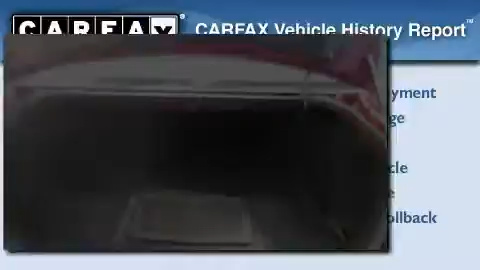 CARFAX® CARFAX Vehicle History Report™
yment
ge
cle
e
ollback